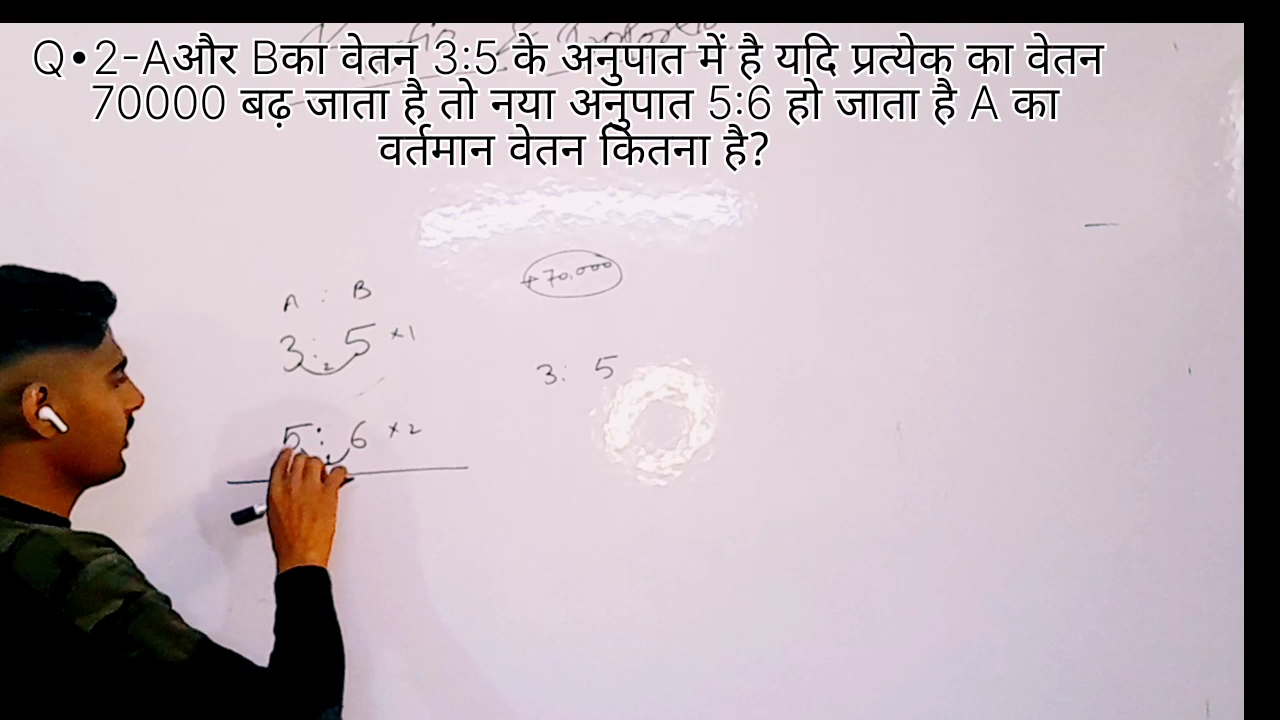 Q•2-Aऔर Bका वेतन 3:5 के अनुपात में है यदि प्रत्येक का वेतन
70000 बढ़ जाता है तो नया अनुपात 5:6 हो जाता है A का
वर्तमान वेतन कितना है?
+70,000
A : B
3 : 5 ×1
2
3: 5
5 : 6 ×2